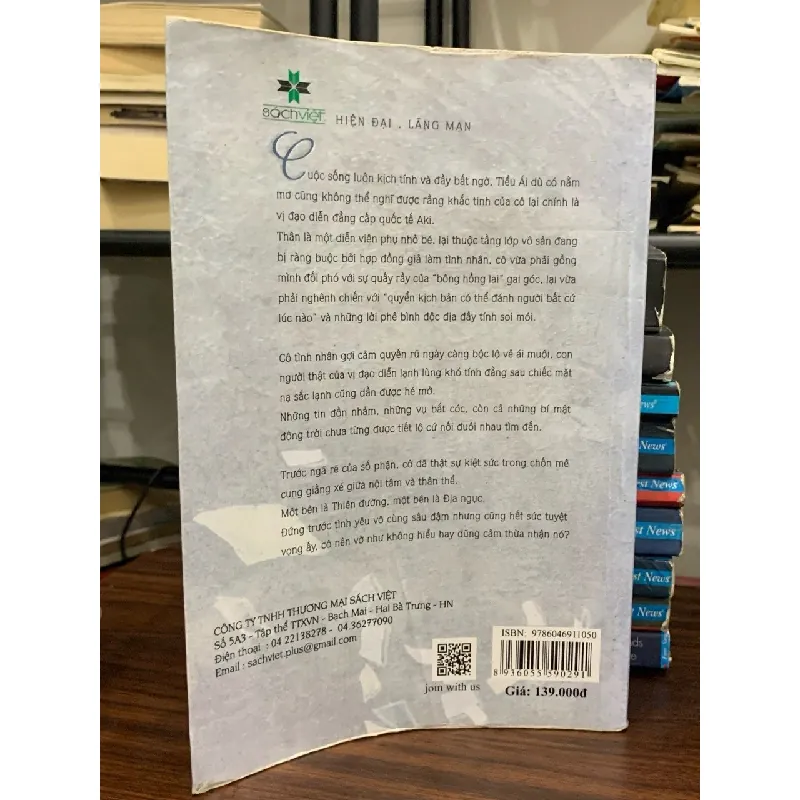 sáchviệt
HIỆN ĐẠI . LÃNG MẠN
Cuộc sống luôn kịch tính và đầy bất ngờ, Tiểu Ái dù có nằm
mơ cũng không thể nghĩ được rằng khắc tinh của cô lại chính là
vị đạo diễn đẳng cấp quốc tế Aki.
Thân là một diễn viên phụ nhỏ bé, lại thuộc tầng lớp vô sản đang
bị ràng buộc bởi hợp đồng giả làm tình nhân, cô vừa phải gồng
mình đối phó với sự quấy rầy của "bông hồng lai" gai góc, lại vừa
phải nghênh chiến với "quyển kịch bản có thể đánh người bất cứ
lúc nào" và những lời phê bình độc địa đầy tính soi mói.
Cô tình nhân gợi cảm quyến rũ ngày càng bộc lộ vẻ ái muội, con
người thật của vị đạo diễn lạnh lùng khó tính đằng sau chiếc mặt
nạ sắc lạnh cũng dần được hé mở.
Những tin đồn nhảm, những vụ bắt cóc, còn cả những bí mật
động trời chưa từng được tiết lộ cứ nối đuôi nhau tìm đến.
Trước ngã rẽ của số phận, cô đã thật sự kiệt sức trong chốn mê
cung giằng xé giữa nội tâm và thân thể.
Một bên là Thiên đường, một bên là Địa ngục.
Đứng trước tình yêu vô cùng sâu đậm nhưng cũng hết sức tuyệt
vọng ấy, cô nên vờ như không hiểu hay dũng cảm thừa nhận nó?
CÔNG TY TNHH THƯƠNG MẠI SÁCH VIỆT
Số 5A3 - Tập thể TTXVN - Bạch Mai - Hai Bà Trưng - HN
Điện thoại : 04 22138278 - 04.36277090
Email : sachviet.plus@gmail.com
join with us
ISBN: 9786046911050
8 936055 590291
Giá: 139.000đ
News
News
st News
st News
st News
News